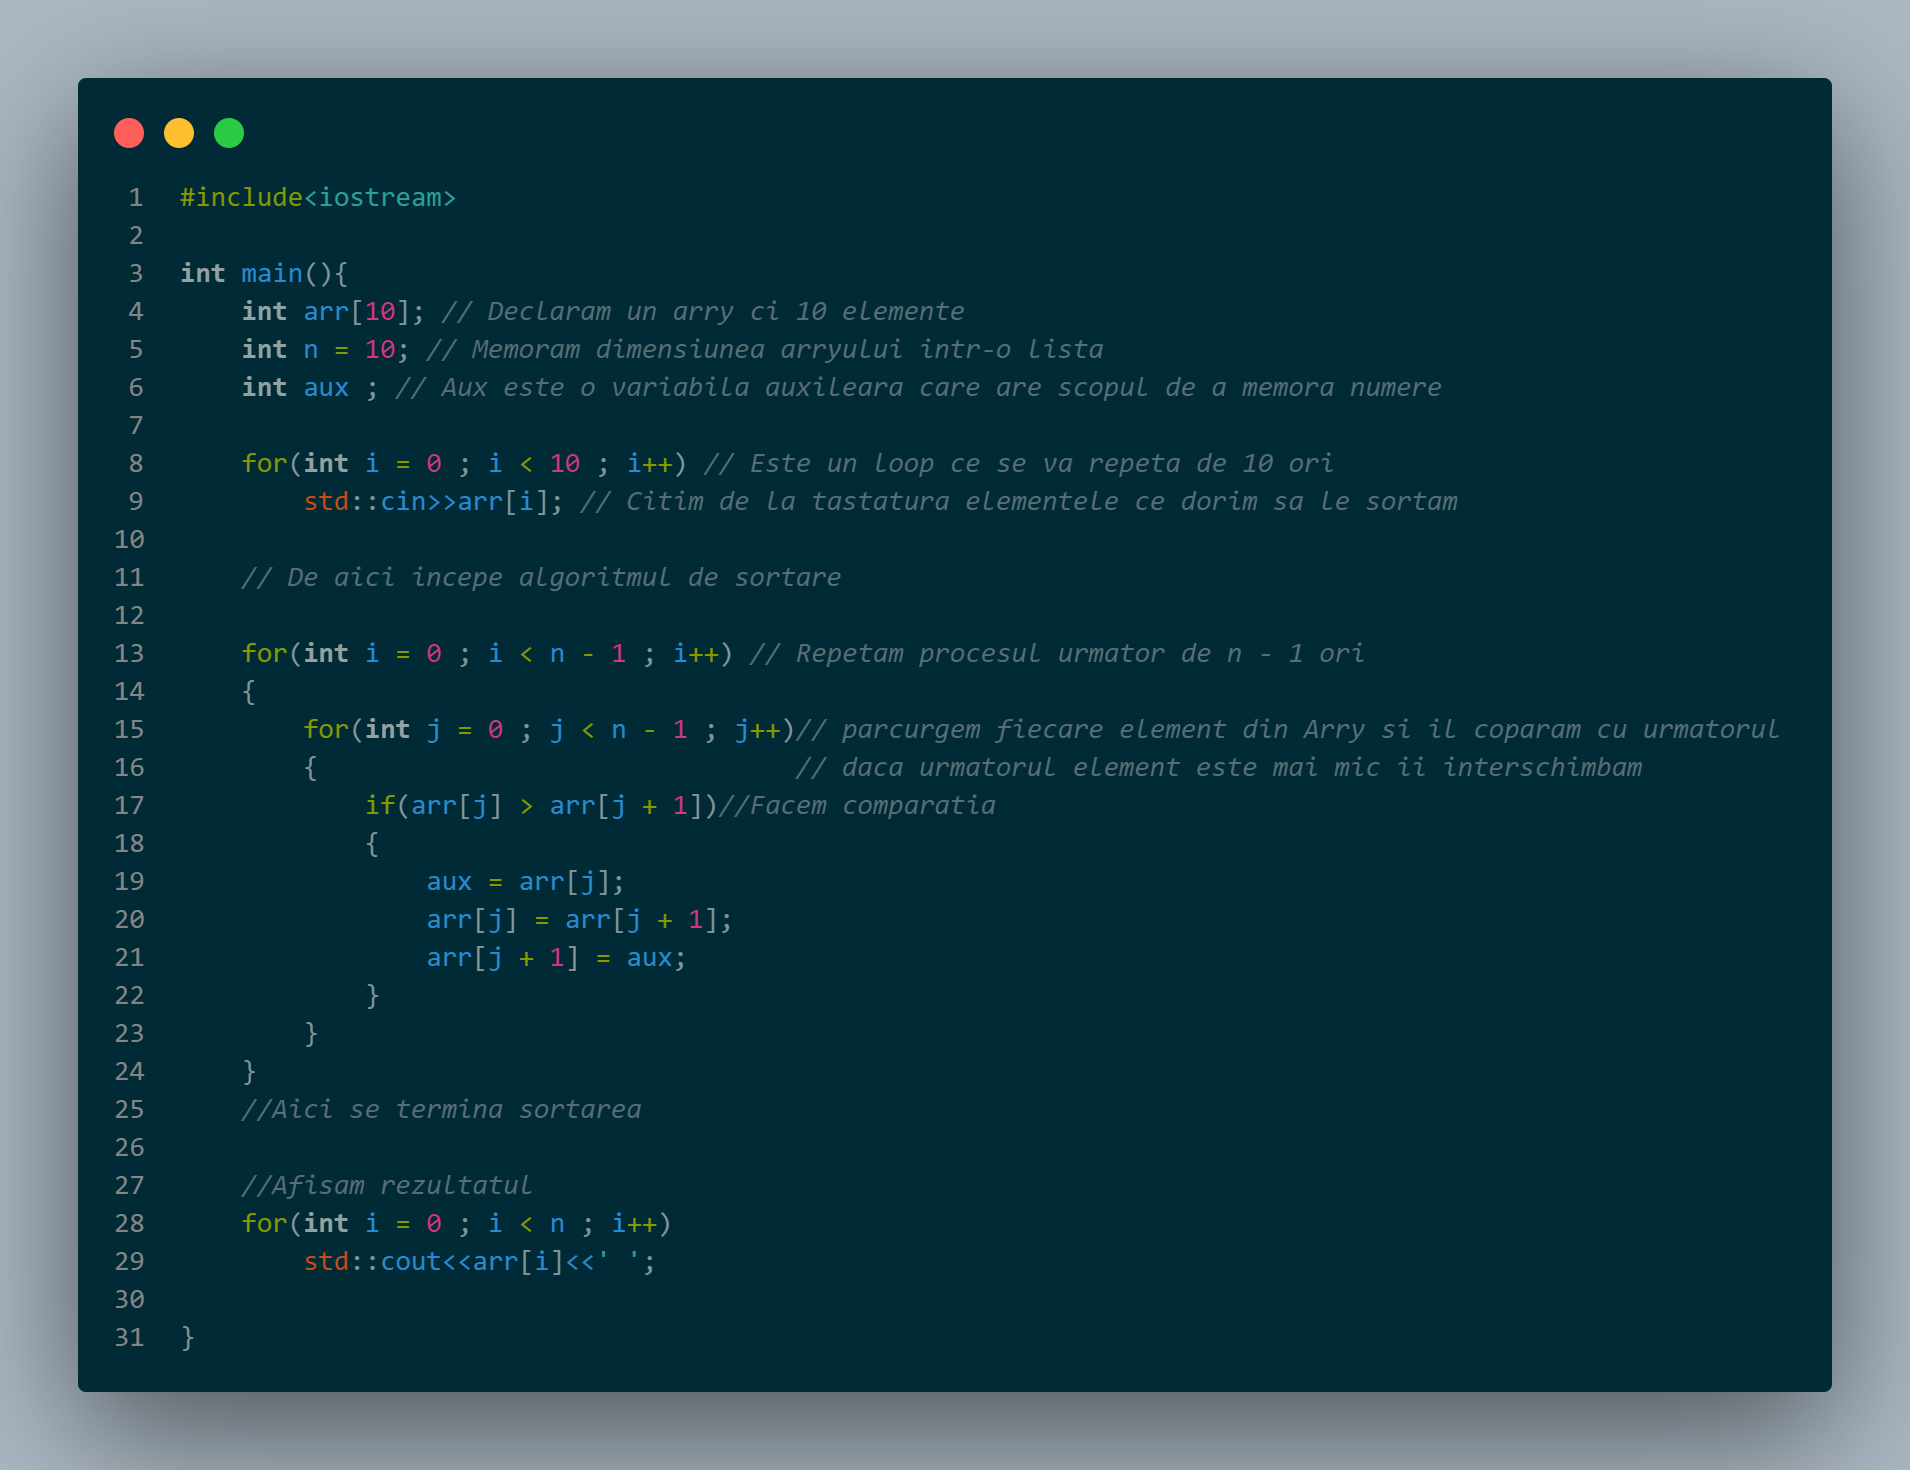 1 #include<iostream>
2
3 int main(){
4     int arr[10]; // Declaram un arry ci 10 elemente
5     int n = 10; // Memoram dimensiunea arryului intr-o lista
6     int aux ; // Aux este o variabila auxileara care are scopul de a memora numere
7
8     for(int i = 0 ; i < 10 ; i++) // Este un loop ce se va repeta de 10 ori
9         std::cin>>arr[i]; // Citim de la tastatura elementele ce dorim sa le sortam
10
11     // De aici incepe algoritmul de sortare
12
13     for(int i = 0 ; i < n - 1 ; i++) // Repetam procesul urmator de n - 1 ori
14     {
15         for(int j = 0 ; j < n - 1 ; j++)// parcurgem fiecare element din Arry si il coparam cu urmatorul
16         {                               // daca urmatorul element este mai mic ii interschimbam
17             if(arr[j] > arr[j + 1])//Facem comparatia
18             {
19                 aux = arr[j];
20                 arr[j] = arr[j + 1];
21                 arr[j + 1] = aux;
22             }
23         }
24     }
25     //Aici se termina sortarea
26
27     //Afisam rezultatul
28     for(int i = 0 ; i < n ; i++)
29         std::cout<<arr[i]<<' ';
30
31 }